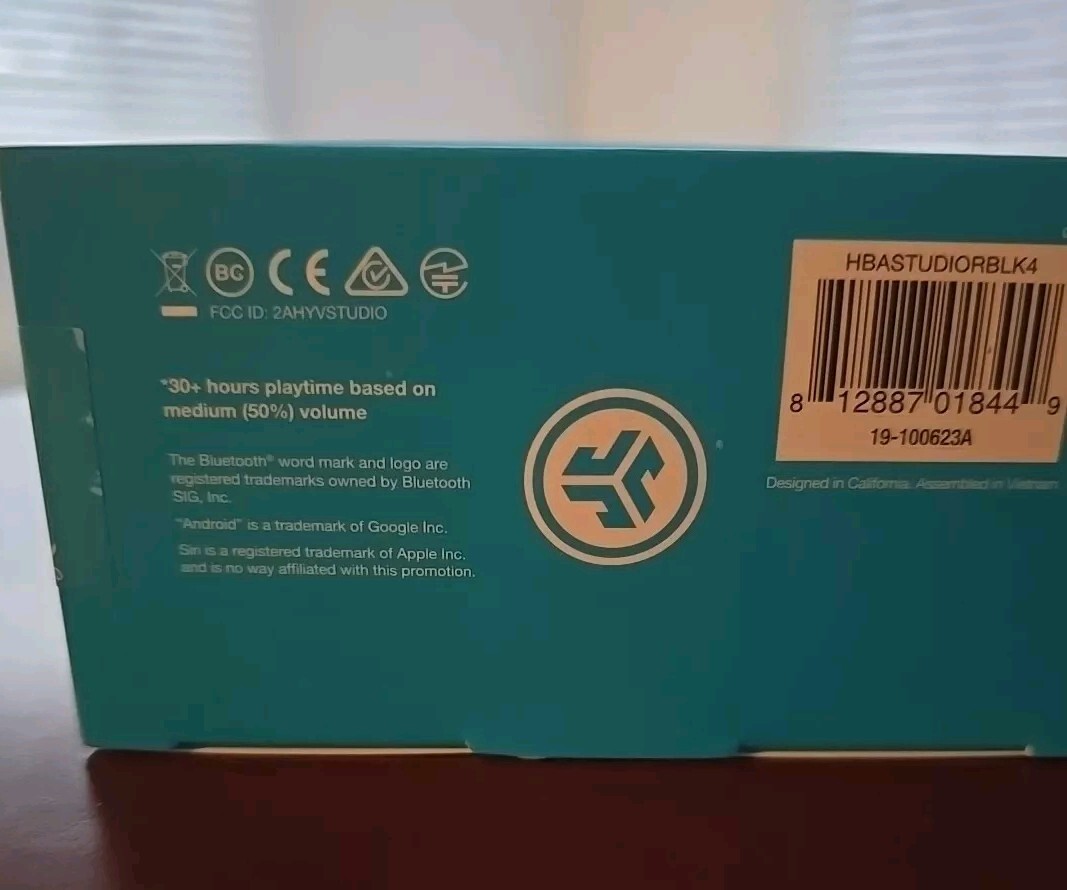 BC
CE
FCC ID: 2AHYVSTUDIO
*30+ hours playtime based on
medium (50%) volume
The Bluetooth® word mark and logo are
registered trademarks owned by Bluetooth
SIG, Inc.
"Android" is a trademark of Google Inc.
Siri is a registered trademark of Apple Inc.
and is no way affiliated with this promotion.
HBASTUDIORBLK4
8 12887 01844 9
19-100623A
Designed in California. Assembled in Vietnam